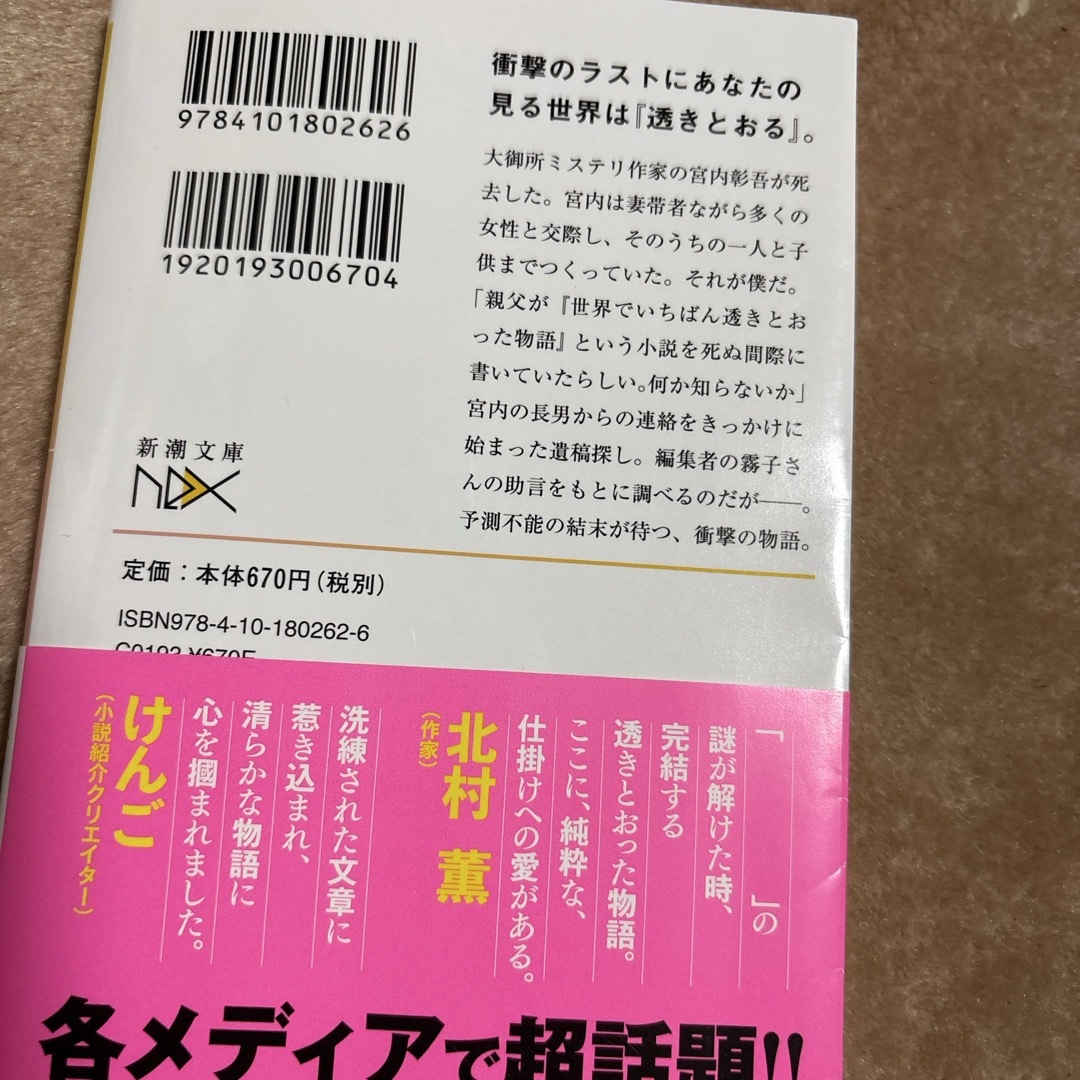 9784101802626
1920193006704
衝撃のラストにあなたの
見る世界は『透きとおる』。
大御所ミステリ作家の宮内彰吾が死
去した。宮内は妻帯者ながら多くの
女性と交際し、そのうちの一人と子
供までつくっていた。それが僕だ。
「親父が『世界でいちばん透きとお
った物語』という小説を死ぬ間際に
書いていたらしい。何か知らないか」
宮内の長男からの連絡をきっかけに
始まった遺稿探し。編集者の霧子さ
んの助言をもとに調べるのだが――。
予測不能の結末が待つ、衝撃の物語。
新潮文庫
nex
定価：本体670円（税別）
ISBN978-4-10-180262-6
C0193 ¥670E
「　　　　　」の
謎が解けた時、
完結する
透きとおった物語。
ここに、純粋な、
仕掛けへの愛がある。
北村 薫
（作家）
洗練された文章に
惹き込まれ、
清らかな物語に
心を摑まれました。
けんご
（小説紹介クリエイター）
各メディアで超話題!!